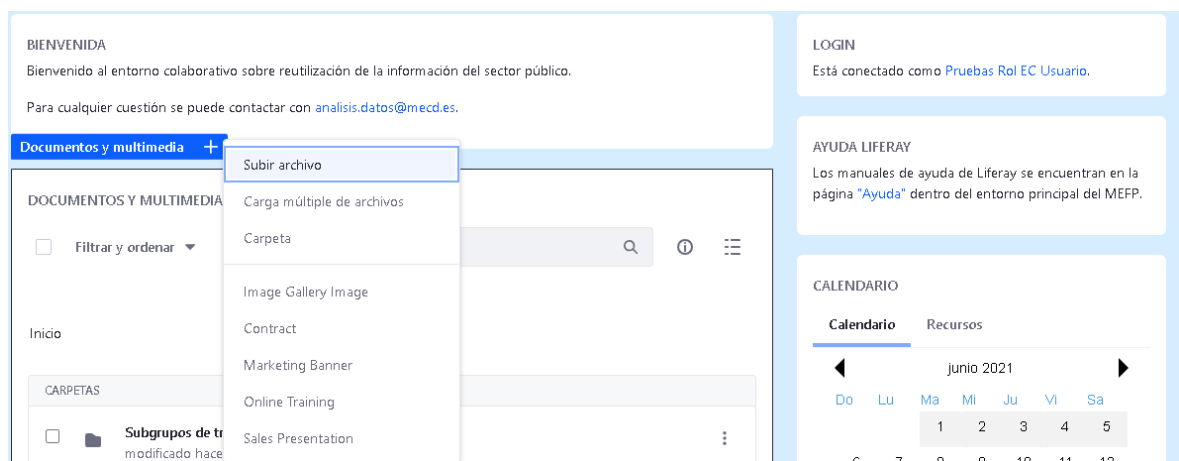 BIENVENIDA
Bienvenido al entorno colaborativo sobre reutilización de la información del sector público.
Para cualquier cuestión se puede contactar con analisis.datos@mecd.es.
Documentos y multimedia +
Subir archivo
Carga múltiple de archivos
Carpeta
Image Gallery Image
Contract
Marketing Banner
Online Training
Sales Presentation
DOCUMENTOS Y MULTIMEDIA
Filtrar y ordenar
Inicio
CARPETAS
Subgrupos de
modificado hace
LOGIN
Está conectado como Pruebas Rol EC Usuario.
AYUDA LIFERAY
Los manuales de ayuda de Liferay se encuentran en la
página "Ayuda" dentro del entorno principal del MEFP.
CALENDARIO
Calendario Recursos
junio 2021
Do Lu Ma Mi Ju Vi Sa
1 2 3 4 5